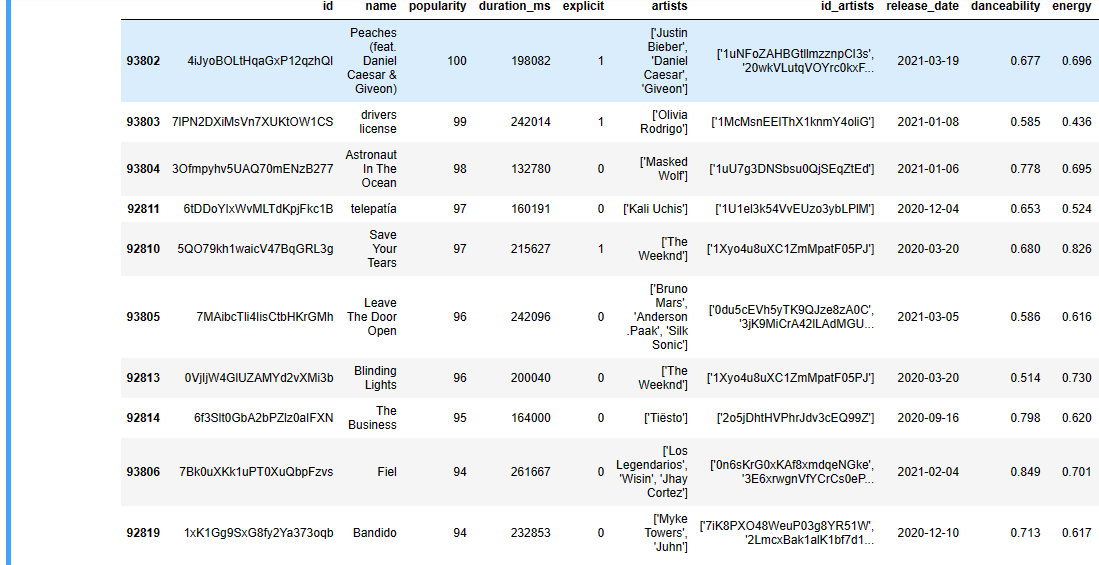 id name popularity duration_ms explicit artists id_artists release_date danceability energy
93802 4iJyoBOLtHqaGxP12qzhQI Peaches (feat. Daniel Caesar & Giveon) 100 198082 1 ['Justin Bieber', 'Daniel Caesar', 'Giveon'] ['1uNFoZAHBGtllmzznpCI3s', '20wkVLutqVOYrc0kxF... 2021-03-19 0.677 0.696
93803 7lPN2DXiMsVn7XUKtOW1CS drivers license 99 242014 1 ['Olivia Rodrigo'] ['1McMsnEElThX1knmY4oliG'] 2021-01-08 0.585 0.436
93804 3Ofmpyhv5UAQ70mENzB277 Astronaut In The Ocean 98 132780 0 ['Masked Wolf'] ['1uU7g3DNSbsu0QjSEqZtEd'] 2021-01-06 0.778 0.695
92811 6tDDoYIxWvMLTdKpjFkc1B telepatía 97 160191 0 ['Kali Uchis'] ['1U1el3k54VvEUzo3ybLPlM'] 2020-12-04 0.653 0.524
92810 5QO79kh1waicV47BqGRL3g Save Your Tears 97 215627 1 ['The Weeknd'] ['1Xyo4u8uXC1ZmMpatF05PJ'] 2020-03-20 0.680 0.826
93805 7MAibcTli4IisCtbHKrGMh Leave The Door Open 96 242096 0 ['Bruno Mars', 'Anderson .Paak', 'Silk Sonic'] ['0du5cEVh5yTK9QJze8zA0C', '3jK9MiCrA42lLAdMGU... 2021-03-05 0.586 0.616
92813 0VjIjW4GlUZAMYd2vXMi3b Blinding Lights 96 200040 0 ['The Weeknd'] ['1Xyo4u8uXC1ZmMpatF05PJ'] 2020-03-20 0.514 0.730
92814 6f3Slt0GbA2bPZlz0aIFXN The Business 95 164000 0 ['Tiësto'] ['2o5jDhtHVPhrJdv3cEQ99Z'] 2020-09-16 0.798 0.620
93806 7Bk0uXKk1uPT0XuQbpFzvs Fiel 94 261667 0 ['Los Legendarios', 'Wisin', 'Jhay Cortez'] ['0n6sKrG0xKAf8xmdqeNGke', '3E6xrwgnVfYCrCs0eP... 2021-02-04 0.849 0.701
92819 1xK1Gg9SxG8fy2Ya373oqb Bandido 94 232853 0 ['Myke Towers', 'Juhn'] ['7iK8PXO48WeuP03g8YR51W', '2LmcxBak1alK1bf7d1... 2020-12-10 0.713 0.617